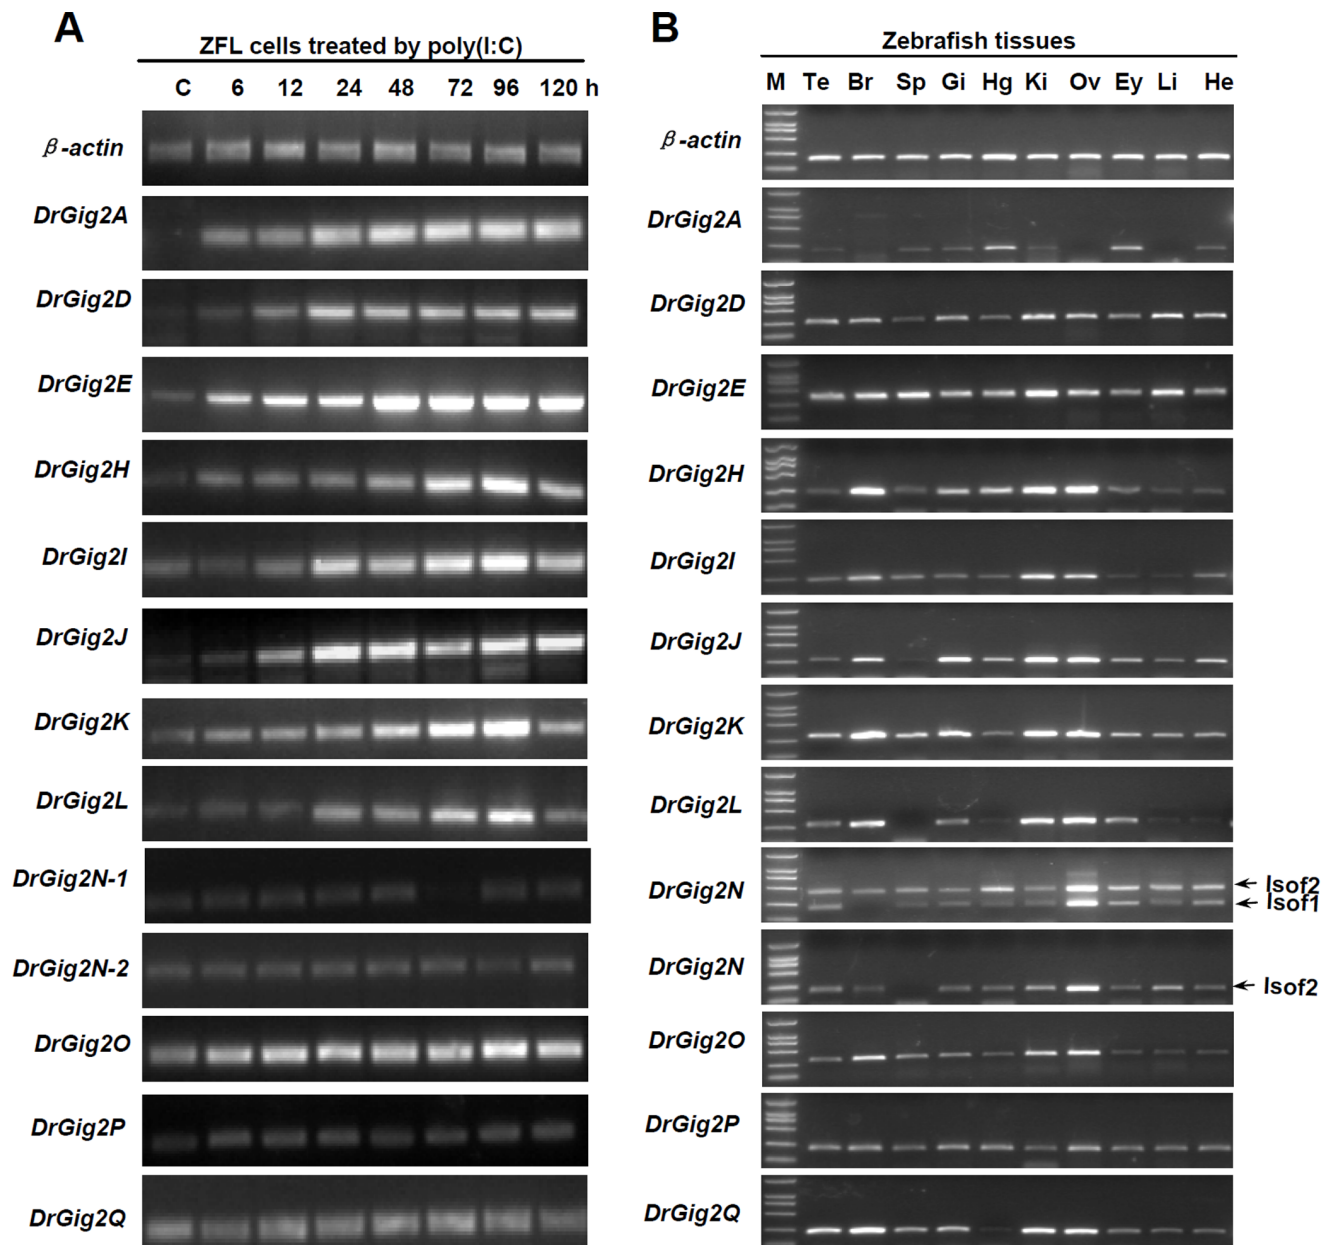 A
ZFL cells treated by poly(I:C)
C 6 12 24 48 72 96 120 h
β-actin
DrGig2A
DrGig2D
DrGig2E
DrGig2H
DrGig2I
DrGig2J
DrGig2K
DrGig2L
DrGig2N-1
DrGig2N-2
DrGig2O
DrGig2P
DrGig2Q
B
Zebrafish tissues
M Te Br Sp Gi Hg Ki Ov Ey Li He
β-actin
DrGig2A
DrGig2D
DrGig2E
DrGig2H
DrGig2I
DrGig2J
DrGig2K
DrGig2L
DrGig2N
Isof2
Isof1
DrGig2N
Isof2
DrGig2O
DrGig2P
DrGig2Q